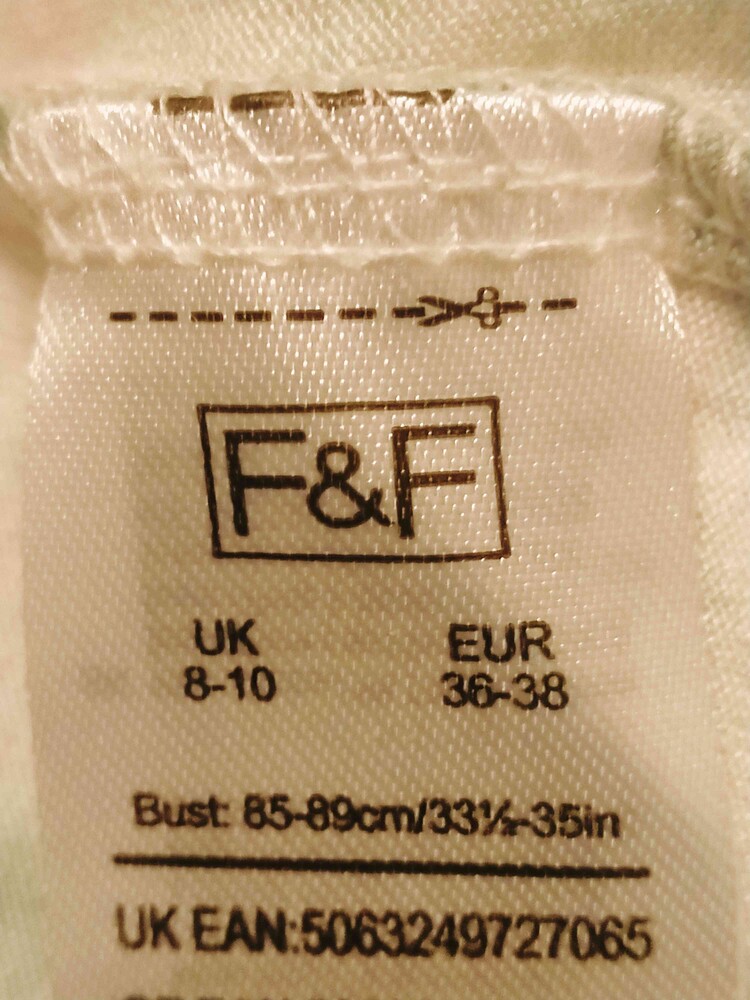 F&F
UK EUR
8-10 36-38
Bust: 85-89cm/33½-35in
UK EAN:5063249727065